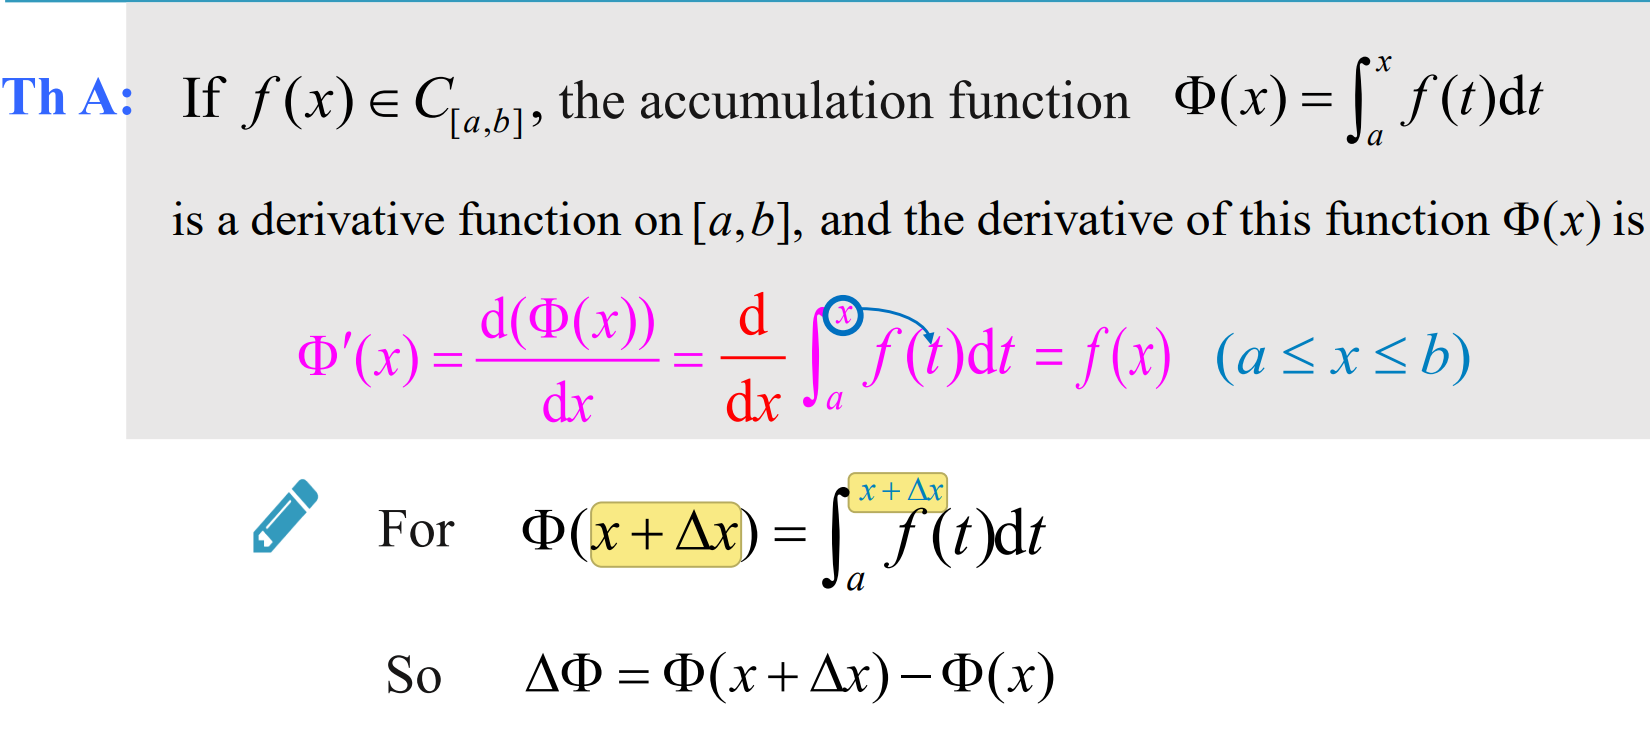 Th A: If f(x) ∈ C[a,b], the accumulation function Φ(x) = ∫ₐˣ f(t)dt
is a derivative function on [a,b], and the derivative of this function Φ(x) is
Φ′(x) = d(Φ(x))/dx = d/dx ∫ₐˣ f(t)dt = f(x) (a ≤ x ≤ b)
For Φ(x + Δx) = ∫ₐ^(x + Δx) f(t)dt
So ΔΦ = Φ(x + Δx) − Φ(x)